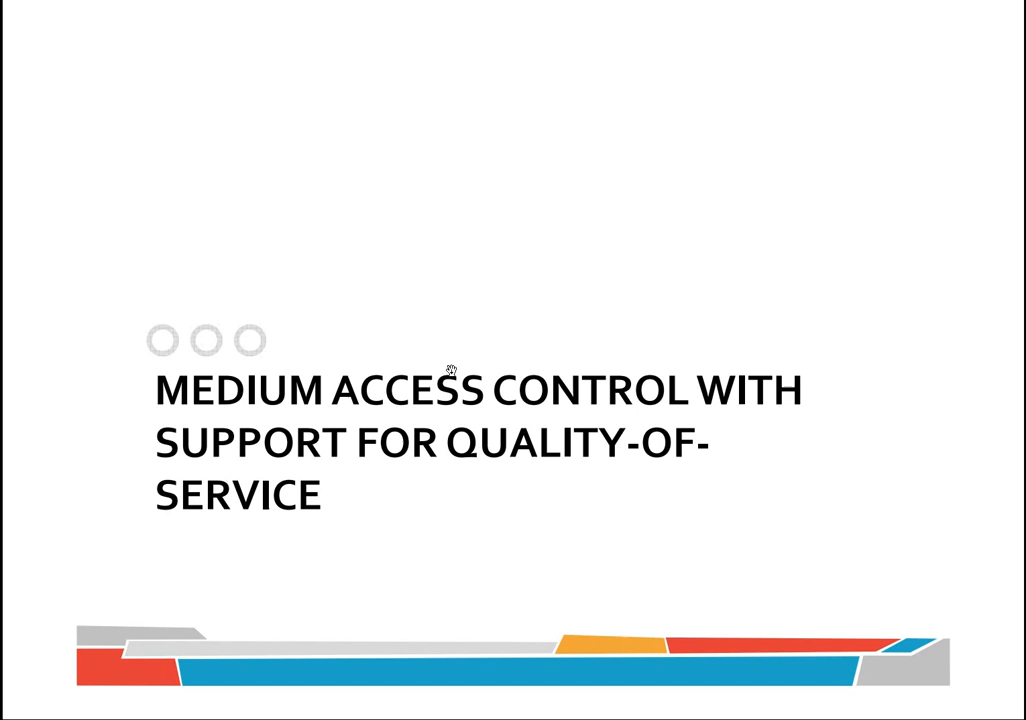 MEDIUM ACCESS CONTROL WITH
SUPPORT FOR QUALITY-OF-
SERVICE